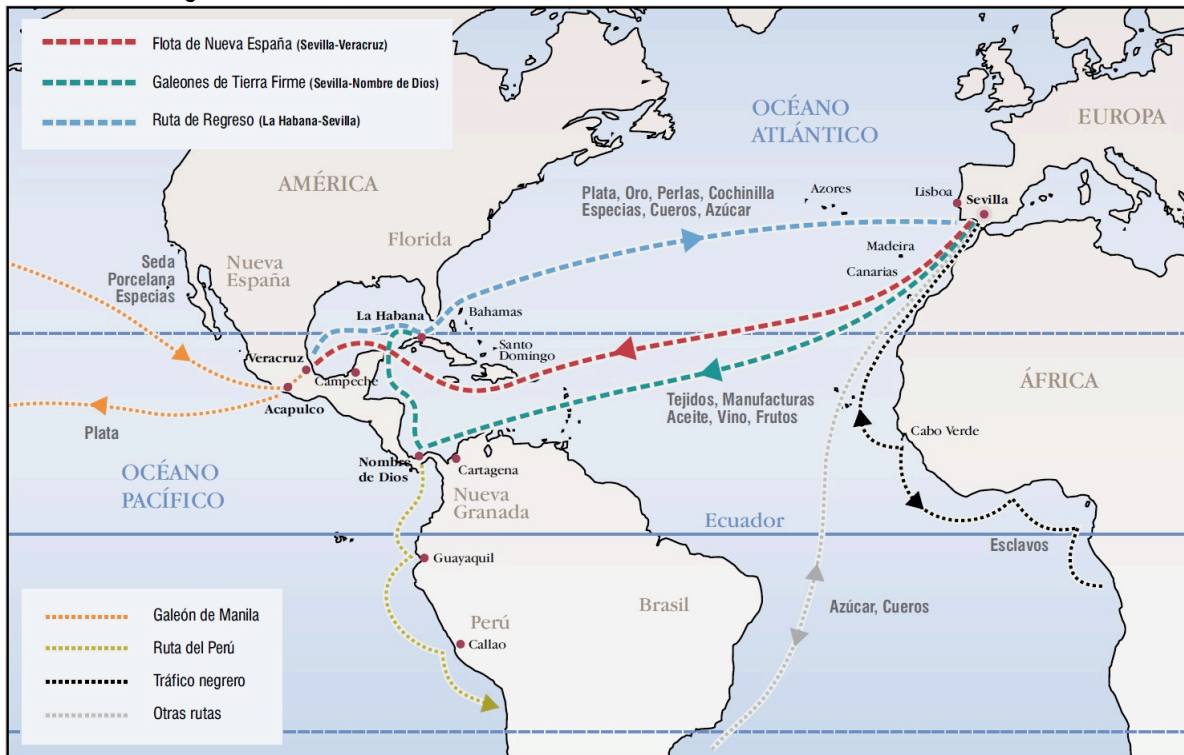 Flota de Nueva España (Sevilla-Veracruz)
Galeones de Tierra Firme (Sevilla-Nombre de Dios)
Ruta de Regreso (La Habana-Sevilla)
OCÉANO
ATLÁNTICO
EUROPA
AMÉRICA
Plata, Oro, Perlas, Cochinilla
Especias, Cueros, Azúcar
Azores
Lisboa
Sevilla
Florida
Madeira
Canarias
Seda
Porcelana
Especias
Nueva
España
La Habana
Bahamas
Santo
Domingo
Veracruz
Campeche
Acapulco
ÁFRICA
Tejidos, Manufacturas
Aceite, Vino, Frutos
Plata
Cabo Verde
OCÉANO
PACÍFICO
Nombre
de Dios
Cartagena
Nueva
Granada
Ecuador
Esclavos
Guayaquil
Brasil
Azúcar, Cueros
Perú
Callao
Galeón de Manila
Ruta del Perú
Tráfico negrero
Otras rutas